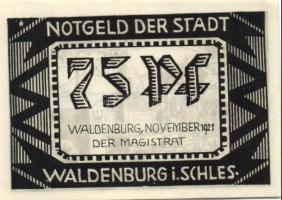 NOTGELD DER STADT
75 Pf
WALDENBURG, NOVEMBER 1921
DER MAGISTRAT
WALDENBURG i. SCHLES.